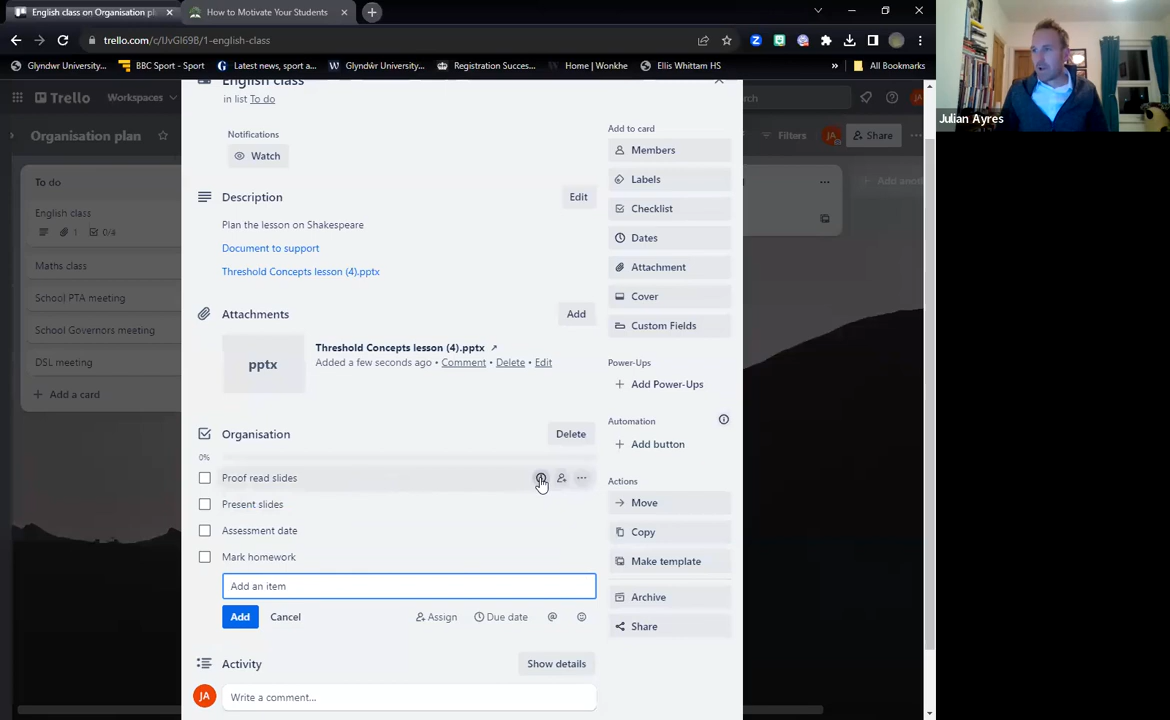 English class on Organisation pla
How to Motivate Your Students
trello.com/c/lJvGl69B/1-english-class
Glyndwr University...
BBC Sport - Sport
Latest news, sport a...
Glyndŵr University...
Registration Succes...
Home | Wonkhe
Ellis Whittam HS
»
All Bookmarks
Trello
Workspaces
English class
in list To do
Organisation plan
Filters
JA
Share
Julian Ayres
To do
English class
1
0/4
Maths class
School PTA meeting
School Governors meeting
DSL meeting
+ Add a card
Notifications
Watch
Description
Edit
Plan the lesson on Shakespeare
Document to support
Threshold Concepts lesson (4).pptx
Attachments
Add
pptx
Threshold Concepts lesson (4).pptx ↗
Added a few seconds ago • Comment • Delete • Edit
Organisation
Delete
0%
Proof read slides
Present slides
Assessment date
Mark homework
Add an item
Add
Cancel
Assign
Due date
@
Activity
Show details
JA
Write a comment...
Add to card
Members
Labels
Checklist
Dates
Attachment
Cover
Custom Fields
Power-Ups
+ Add Power-Ups
Automation
+ Add button
Actions
Move
Copy
Make template
Archive
Share